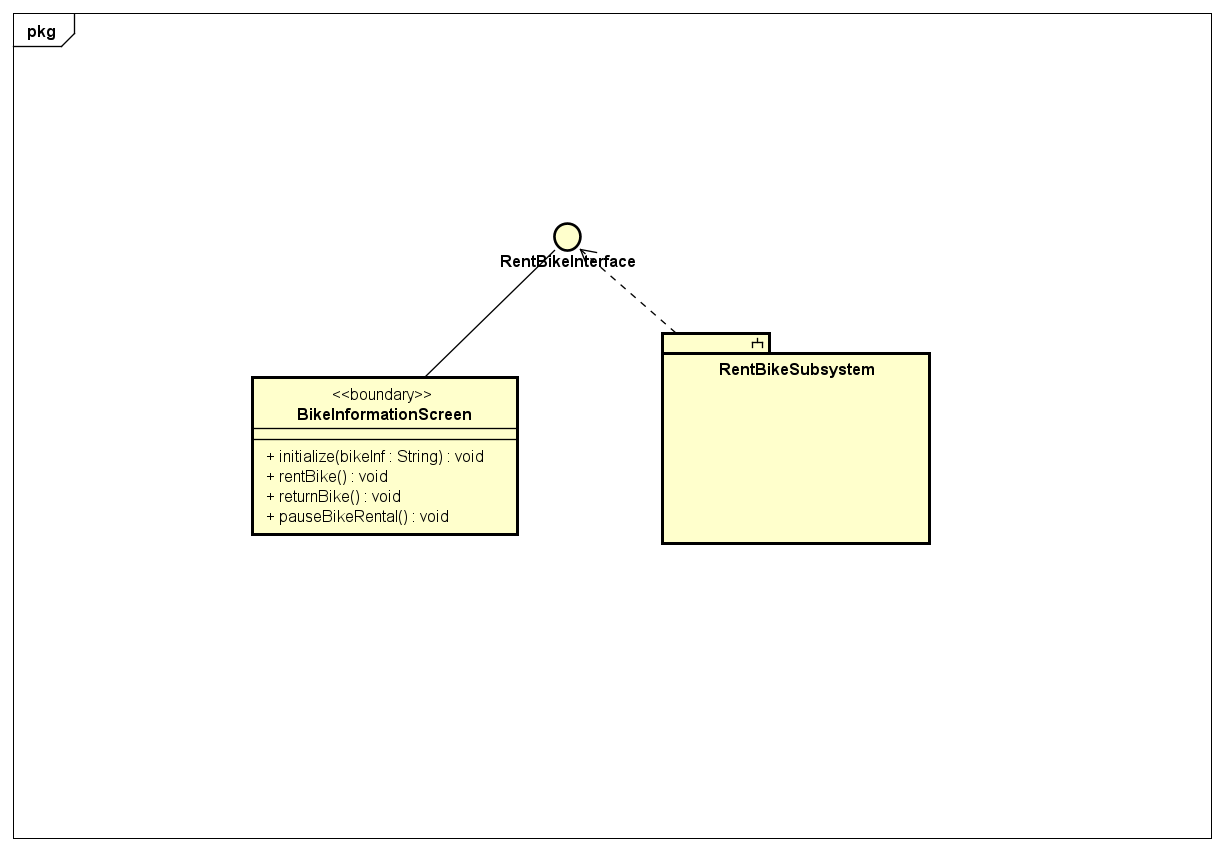 pkg
RentBikeInterface
RentBikeSubsystem
<<boundary>>
BikeInformationScreen
+ initialize(bikeInf : String) : void
+ rentBike() : void
+ returnBike() : void
+ pauseBikeRental() : void